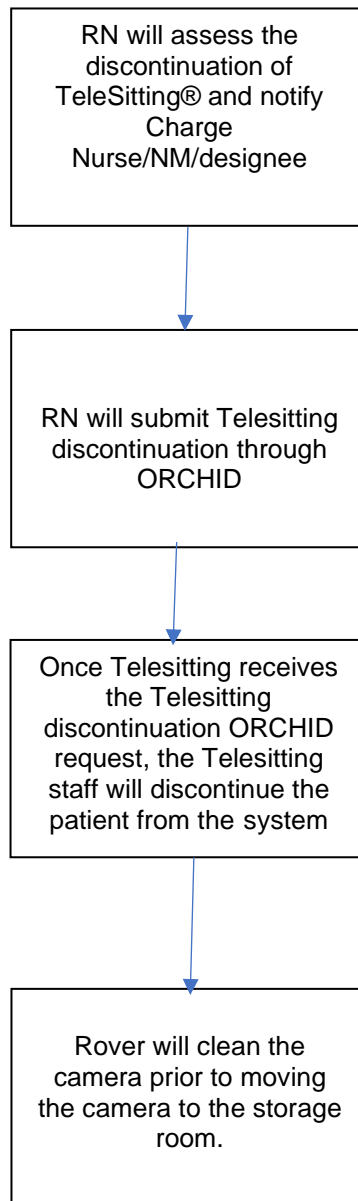 RN will assess the
discontinuation of
TeleSitting® and notify
Charge
Nurse/NM/designee
RN will submit Telesitting
discontinuation through
ORCHID
Once Telesitting receives
the Telesitting
discontinuation ORCHID
request, the Telesitting
staff will discontinue the
patient from the system
Rover will clean the
camera prior to moving
the camera to the storage
room.